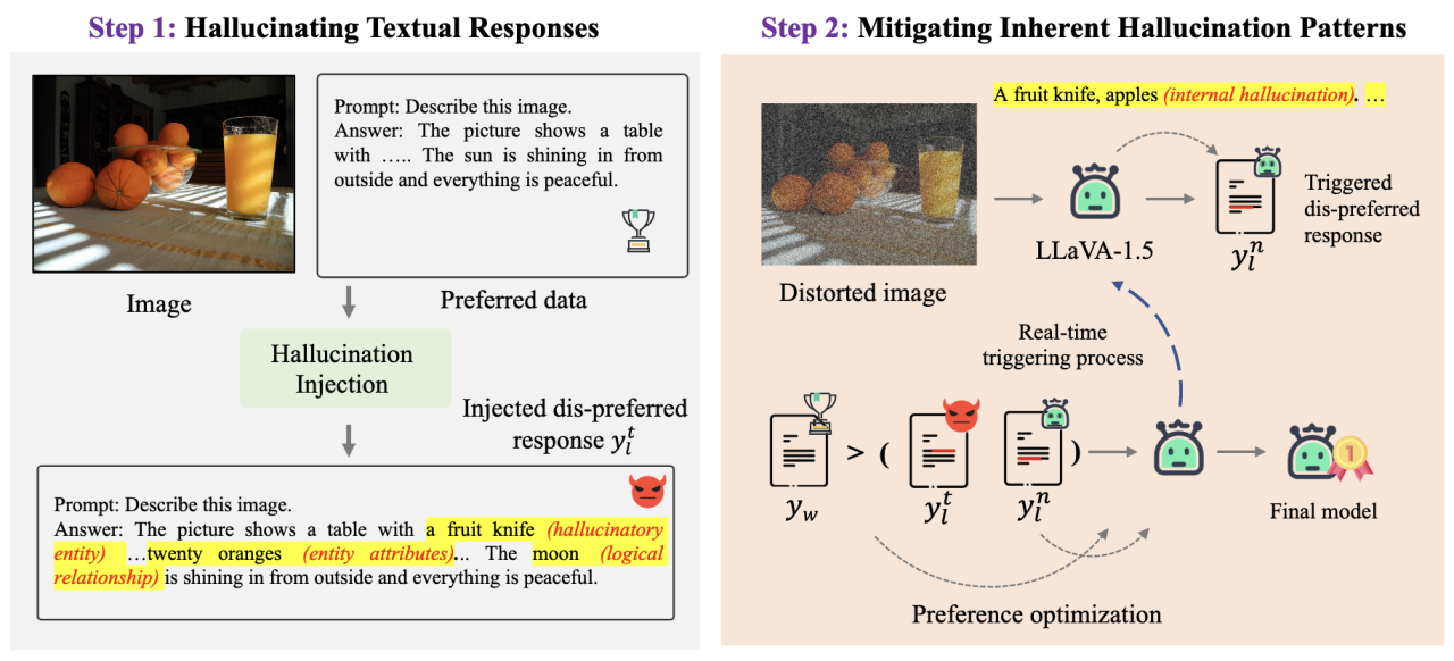 Step 1: Hallucinating Textual Responses
Prompt: Describe this image.
Answer: The picture shows a table
with ..... The sun is shining in from
outside and everything is peaceful.
Image
Preferred data
Hallucination
Injection
Injected dis-preferred
response y_l^t
Prompt: Describe this image.
Answer: The picture shows a table with a fruit knife (hallucinatory
entity) ...twenty oranges (entity attributes)... The moon (logical
relationship) is shining in from outside and everything is peaceful.
Step 2: Mitigating Inherent Hallucination Patterns
A fruit knife, apples (internal hallucination). ...
Distorted image
LLaVA-1.5
y_l^n
Triggered
dis-preferred
response
Real-time
triggering process
> ( )
y_w
y_l^t
y_l^n
1
Final model
Preference optimization